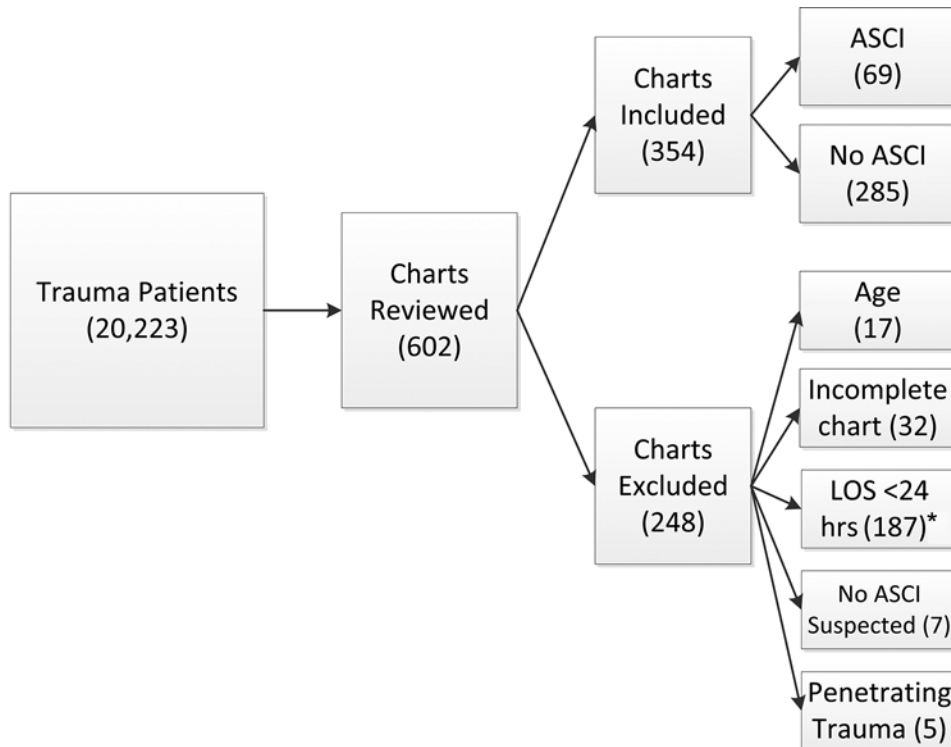 Trauma Patients
(20,223)
Charts
Reviewed
(602)
Charts
Included
(354)
ASCI
(69)
No ASCI
(285)
Charts
Excluded
(248)
Age
(17)
Incomplete
chart (32)
LOS <24
hrs (187)*
No ASCI
Suspected (7)
Penetrating
Trauma (5)